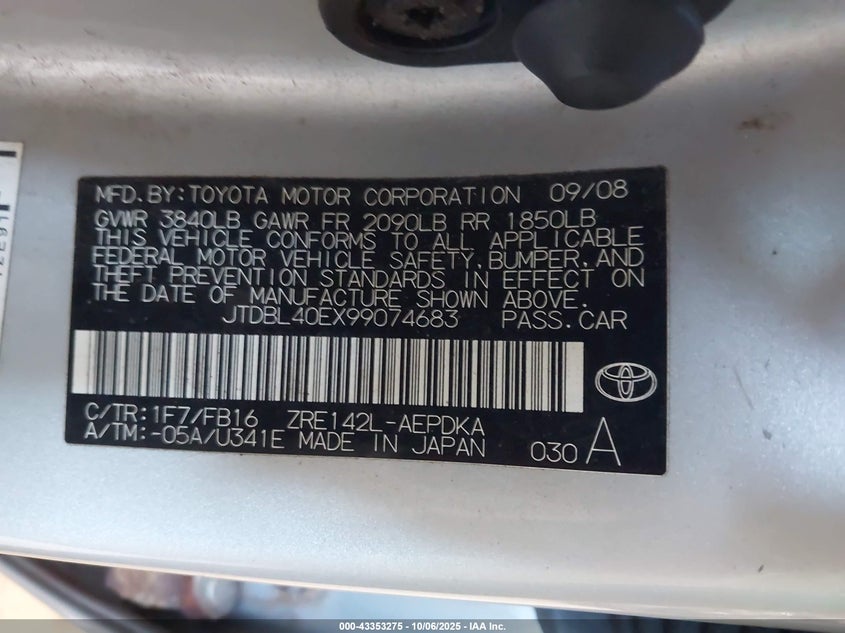 MFD. BY: TOYOTA MOTOR CORPORATION 09/08
GVWR 3840LB GAWR FR 2090LB RR 1850LB
THIS VEHICLE CONFORMS TO ALL APPLICABLE
FEDERAL MOTOR VEHICLE SAFETY, BUMPER, AND
THEFT PREVENTION STANDARDS IN EFFECT ON
THE DATE OF MANUFACTURE SHOWN ABOVE.
JTDBL40EX99074683 PASS.CAR
C/TR: 1F7/FB16 ZRE142L-AEPDKA
A/TM: -05A/U341E MADE IN JAPAN 030 A
000-43353275 - 10/06/2025 - IAA Inc.